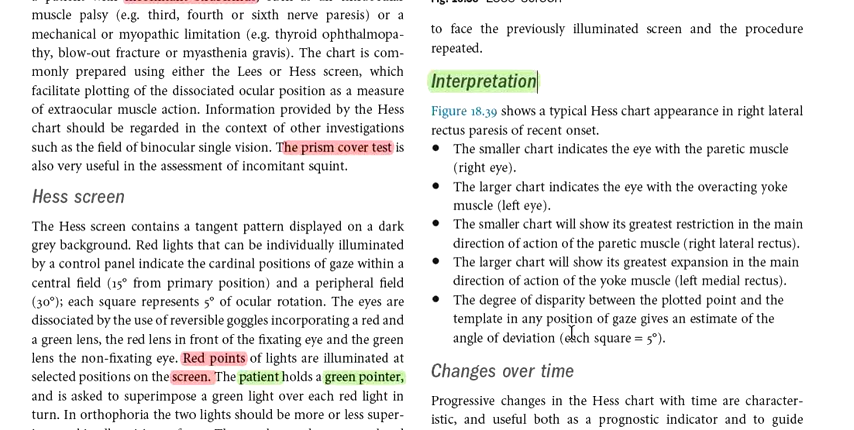 muscle palsy (e.g. third, fourth or sixth nerve paresis) or a
mechanical or myopathic limitation (e.g. thyroid ophthalmopa-
thy, blow-out fracture or myasthenia gravis). The chart is com-
monly prepared using either the Lees or Hess screen, which
facilitate plotting of the dissociated ocular position as a measure
of extraocular muscle action. Information provided by the Hess
chart should be regarded in the context of other investigations
such as the field of binocular single vision. The prism cover test is
also very useful in the assessment of incomitant squint.
Hess screen
The Hess screen contains a tangent pattern displayed on a dark
grey background. Red lights that can be individually illuminated
by a control panel indicate the cardinal positions of gaze within a
central field (15° from primary position) and a peripheral field
(30°); each square represents 5° of ocular rotation. The eyes are
dissociated by the use of reversible goggles incorporating a red and
a green lens, the red lens in front of the fixating eye and the green
lens the non-fixating eye. Red points of lights are illuminated at
selected positions on the screen. The patient holds a green pointer,
and is asked to superimpose a green light over each red light in
turn. In orthophoria the two lights should be more or less super-
to face the previously illuminated screen and the procedure
repeated.
Interpretation
Figure 18.39 shows a typical Hess chart appearance in right lateral
rectus paresis of recent onset.
• The smaller chart indicates the eye with the paretic muscle
(right eye).
• The larger chart indicates the eye with the overacting yoke
muscle (left eye).
• The smaller chart will show its greatest restriction in the main
direction of action of the paretic muscle (right lateral rectus).
• The larger chart will show its greatest expansion in the main
direction of action of the yoke muscle (left medial rectus).
• The degree of disparity between the plotted point and the
template in any position of gaze gives an estimate of the
angle of deviation (each square = 5°).
Changes over time
Progressive changes in the Hess chart with time are character-
istic, and useful both as a prognostic indicator and to guide